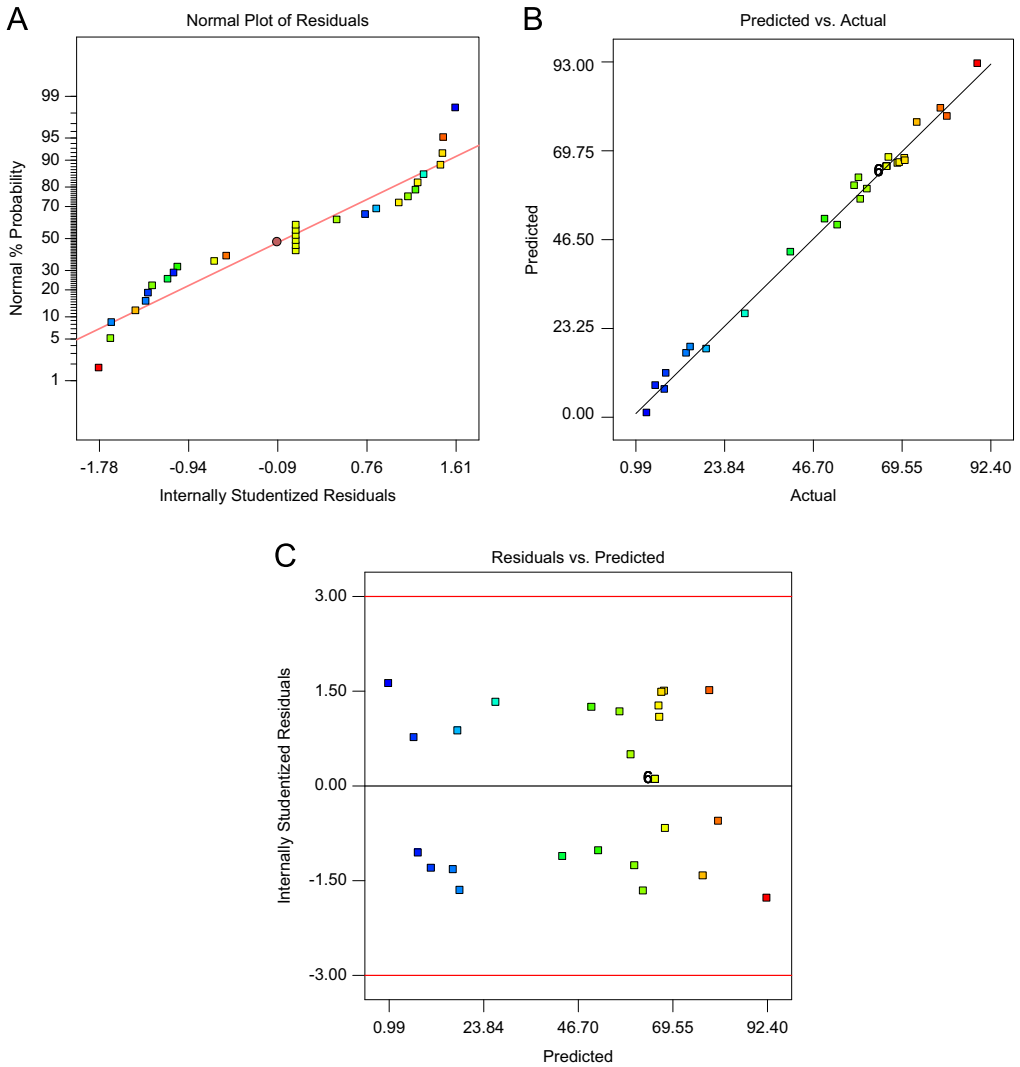 A
Normal Plot of Residuals
Normal % Probability
99
95
90
80
70
50
30
20
10
5
1
-1.78 -0.94 -0.09 0.76 1.61
Internally Studentized Residuals
B
Predicted vs. Actual
Predicted
93.00
69.75
46.50
23.25
0.00
6
0.99 23.84 46.70 69.55 92.40
Actual
C
Residuals vs. Predicted
Internally Studentized Residuals
3.00
1.50
0.00
-1.50
-3.00
6
0.99 23.84 46.70 69.55 92.40
Predicted